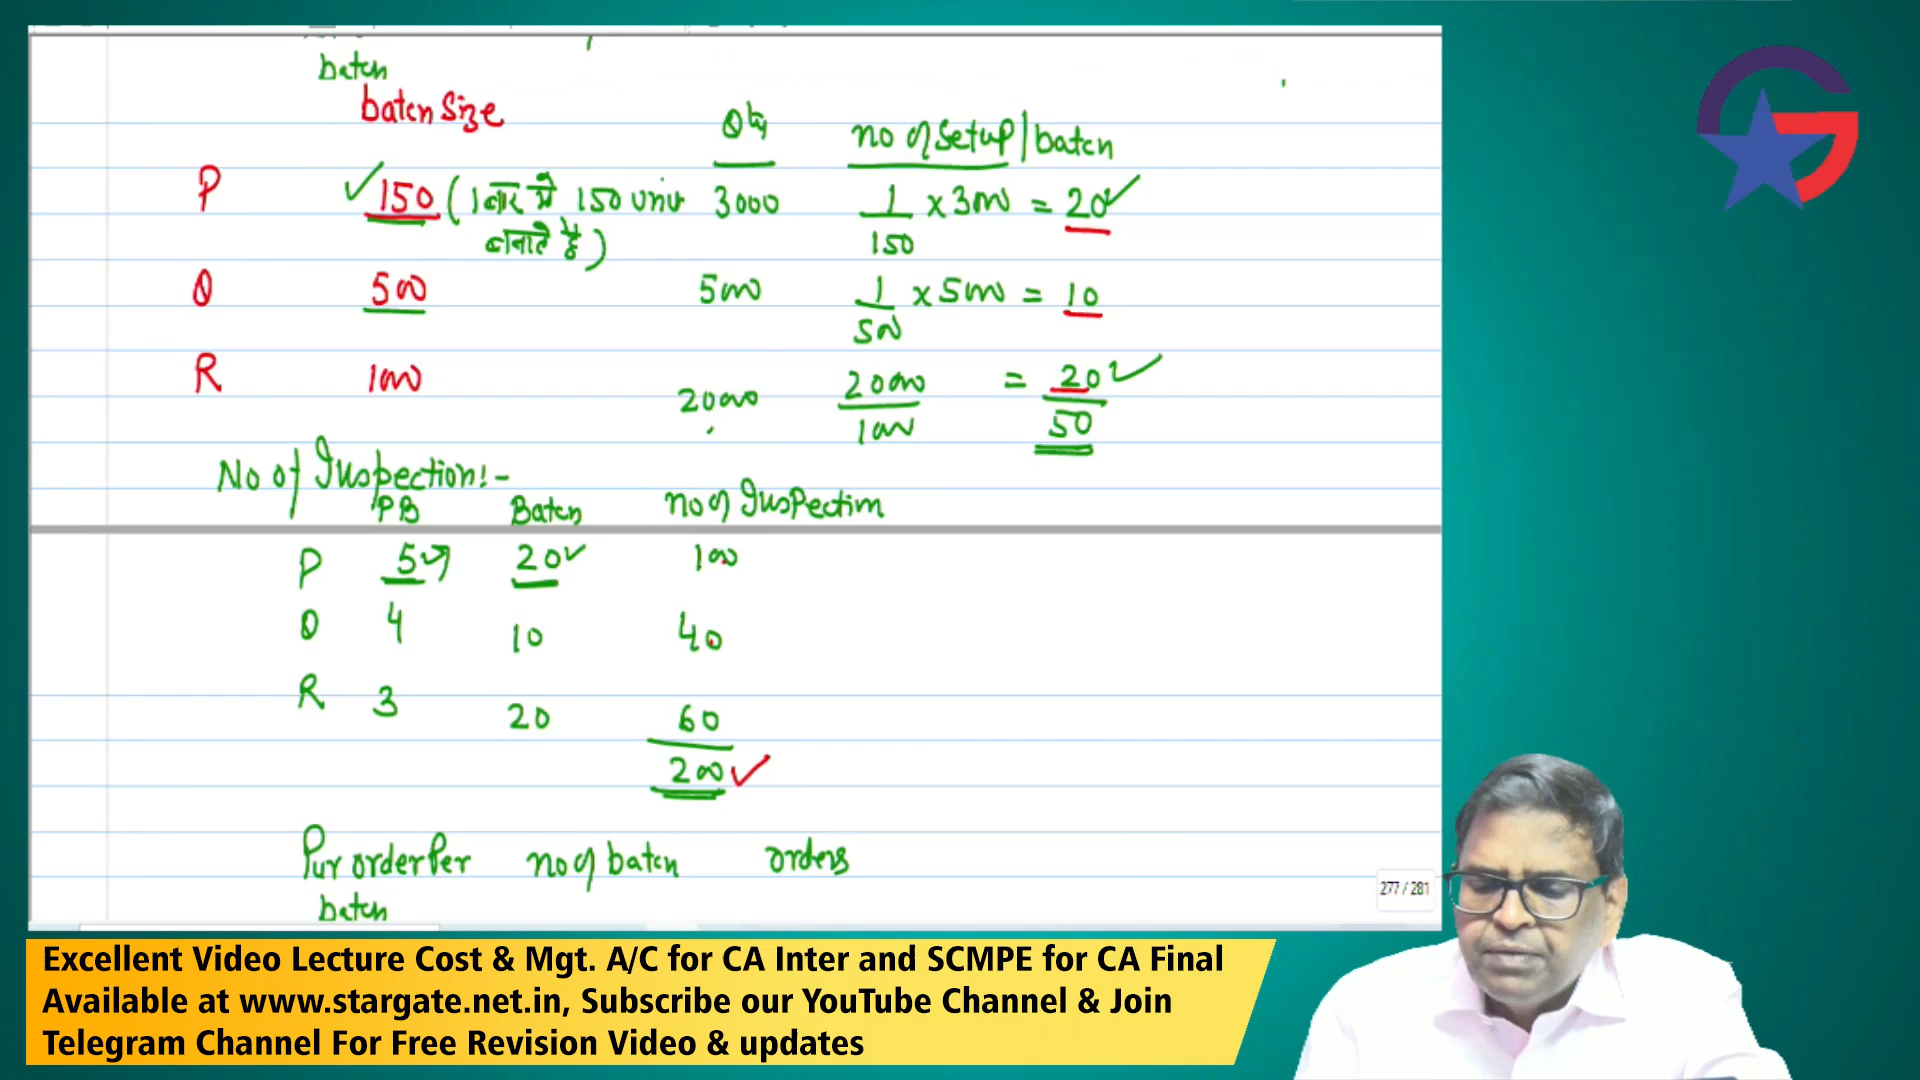 batch
batch Size
Qty
no of Setup/batch
P 150 (1बार में 150 unit 3000 1/150 x 3000 = 20
बनाते है)
Q 500 5000 1/500 x 5000 = 10
R 1000 20000 20000/1000 = 20
50
No of Inspection:-
PB Batch no of Inspection
P 5 20 100
Q 4 10 40
R 3 20 60
200
Pur order Per no of batch orders
batch
277 / 281
Excellent Video Lecture Cost & Mgt. A/C for CA Inter and SCMPE for CA Final
Available at www.stargate.net.in, Subscribe our YouTube Channel & Join
Telegram Channel For Free Revision Video & updates